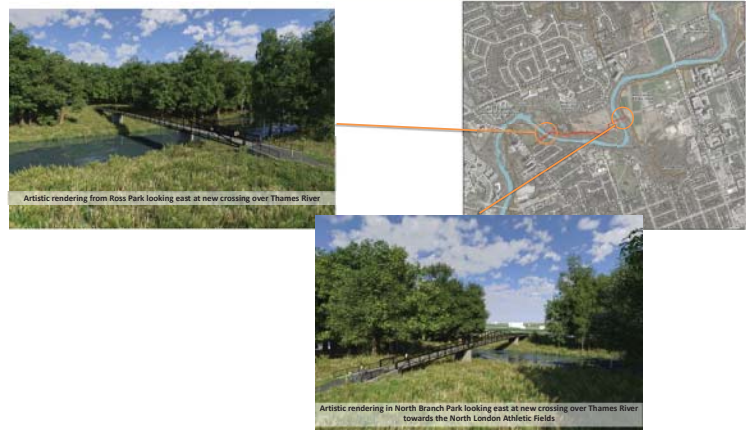 Artistic rendering from Ross Park looking east at new crossing over Thames River
Artistic rendering in North Branch Park looking east at new crossing over Thames River
towards the North London Athletic Fields